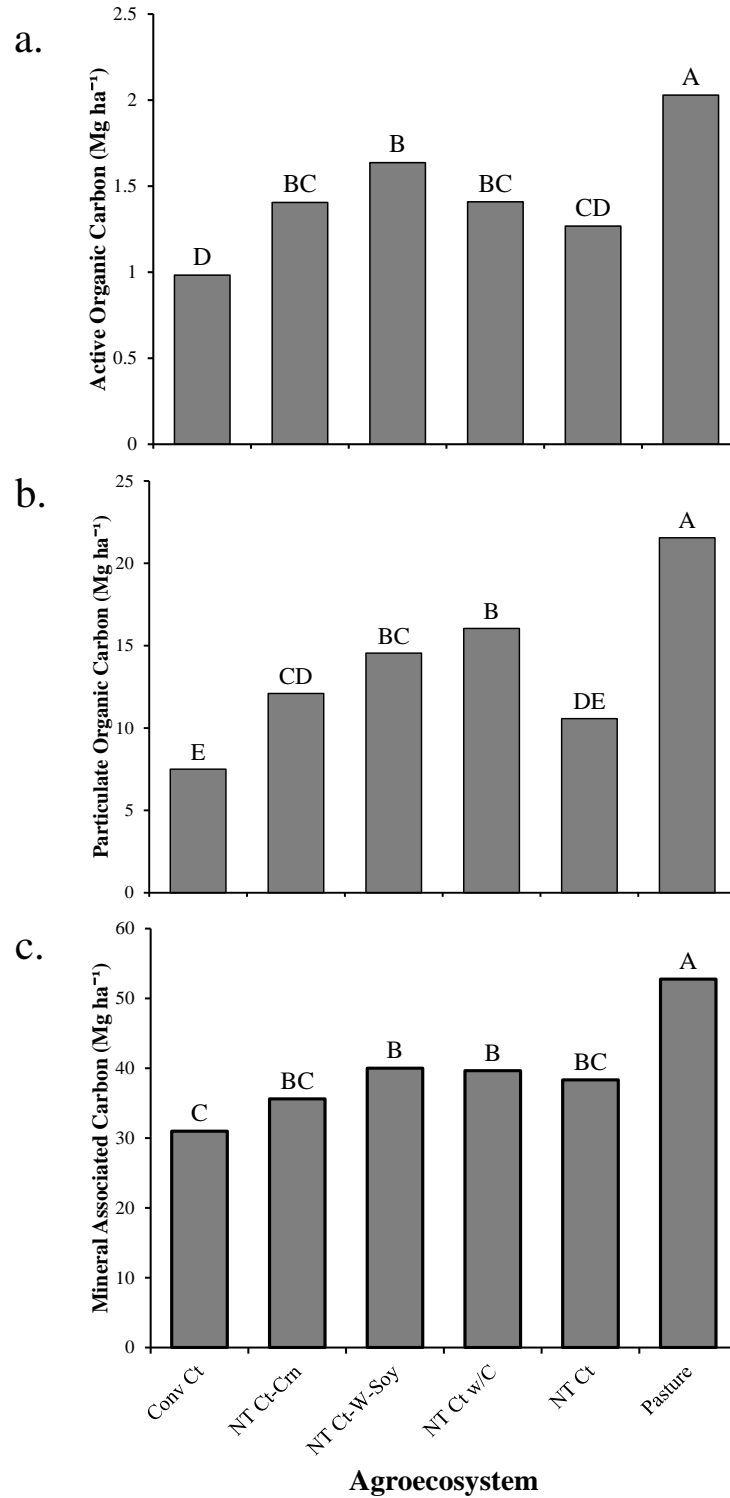 a.
Active Organic Carbon (Mg ha⁻¹)
2.5
2
1.5
1
0.5
0
D
BC
B
BC
CD
A
b.
Particulate Organic Carbon (Mg ha⁻¹)
25
20
15
10
5
0
E
CD
BC
B
DE
A
c.
Mineral Associated Carbon (Mg ha⁻¹)
60
50
40
30
20
10
0
C
BC
B
B
BC
A
Conv Ct
NT Ct-Crn
NT Ct-W-Soy
NT Ct w/C
NT Ct
Pasture
Agroecosystem